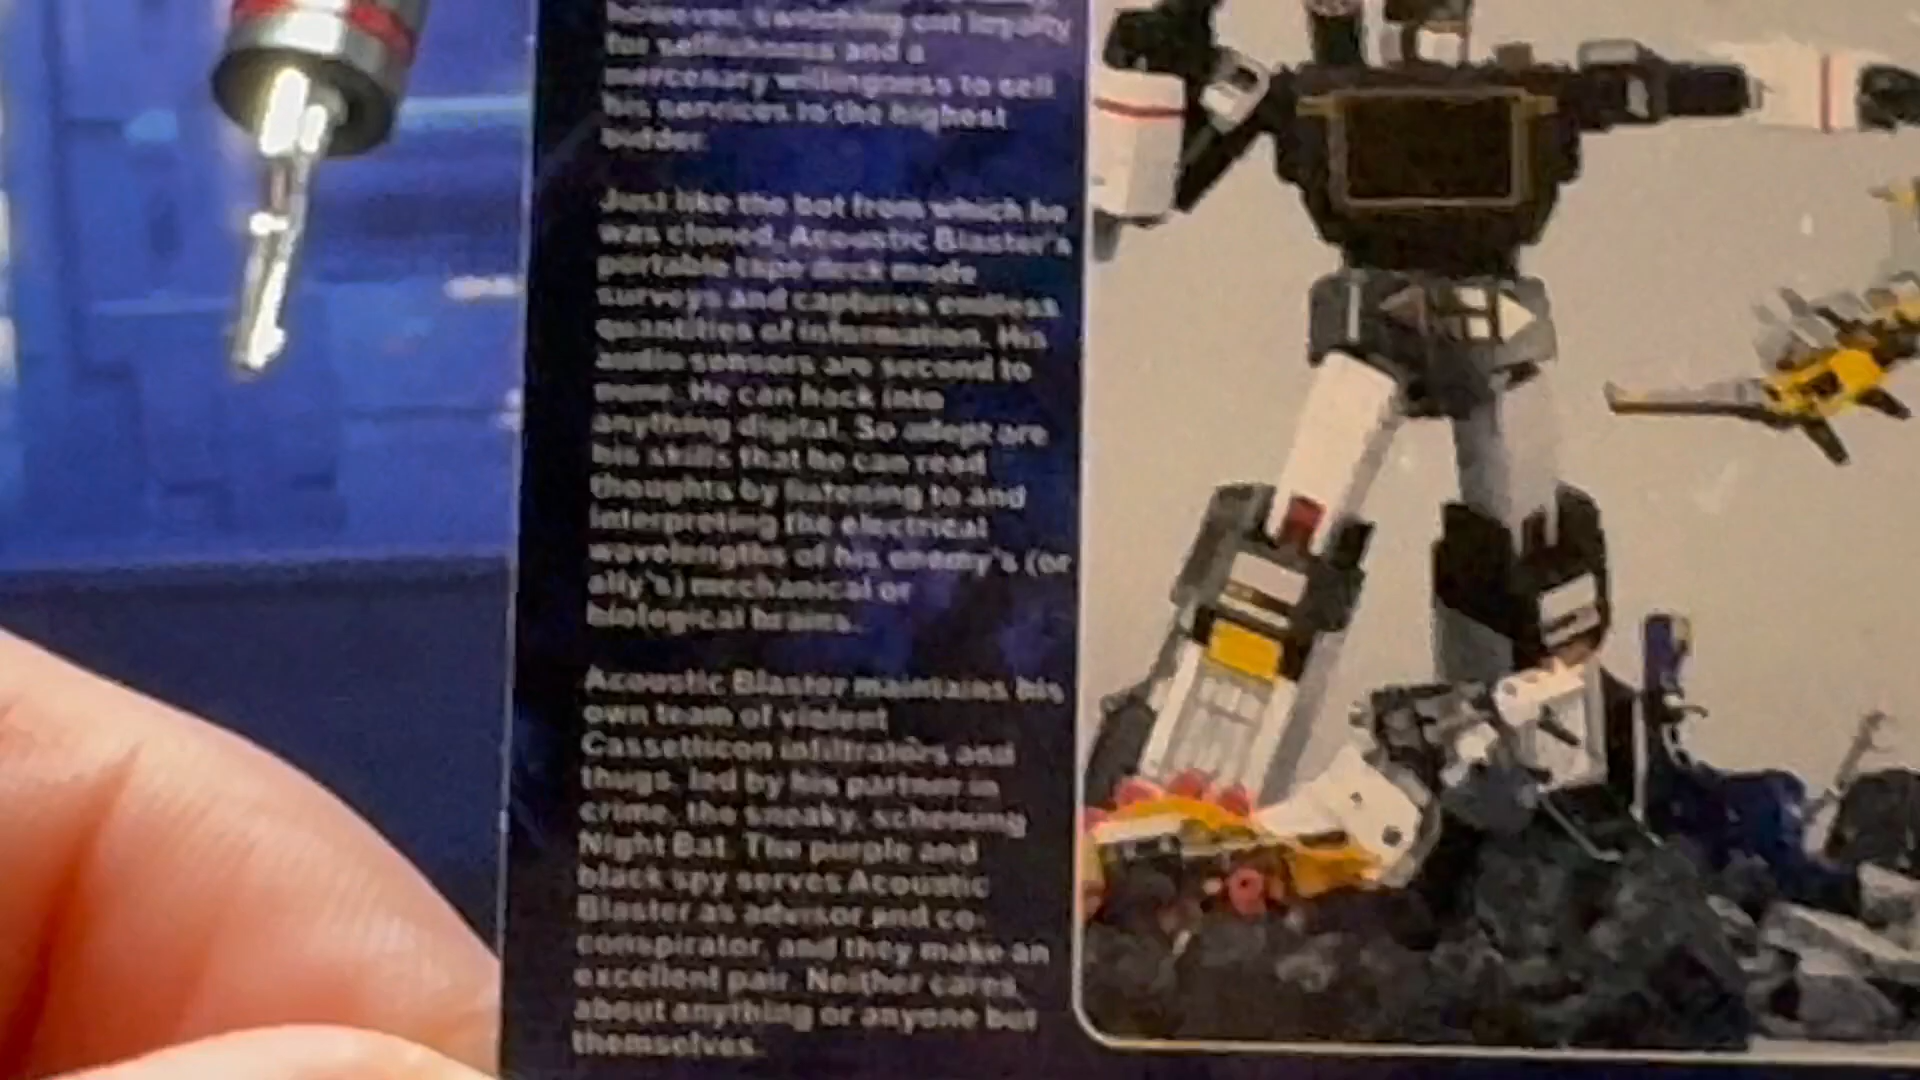 however, switching out loyalty
for selfishness and a
mercenary willingness to sell
his services to the highest
bidder.
Just like the bot from which he
was cloned, Acoustic Blaster's
portable tape deck mode
surveys and captures endless
quantities of information. His
audio sensors are second to
none. He can hack into
anything digital. So adept are
his skills that he can read
thoughts by listening to and
interpreting the electrical
wavelengths of his enemy's (or
ally's) mechanical or
biological brains.
Acoustic Blaster maintains his
own team of violent
Cassetticon infiltrators and
thugs, led by his partner in
crime, the sneaky, scheming
Night Bat. The purple and
black spy serves Acoustic
Blaster as advisor and co-
conspirator, and they make an
excellent pair. Neither cares
about anything or anyone but
themselves.